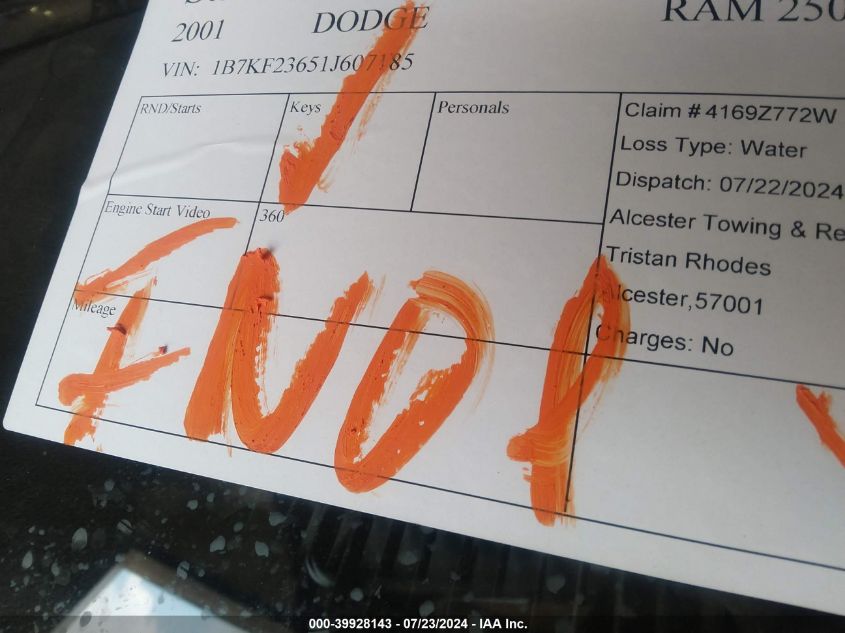 2001 DODGE RAM 250
VIN: 1B7KF23651J607185
RND/Starts Keys Personals
Claim # 4169Z772W
Loss Type: Water
Dispatch: 07/22/2024
Engine Start Video 360
Alcester Towing & Re
Tristan Rhodes
Alcester,57001
Mileage
Charges: No
000-39928143 - 07/23/2024 - IAA Inc.